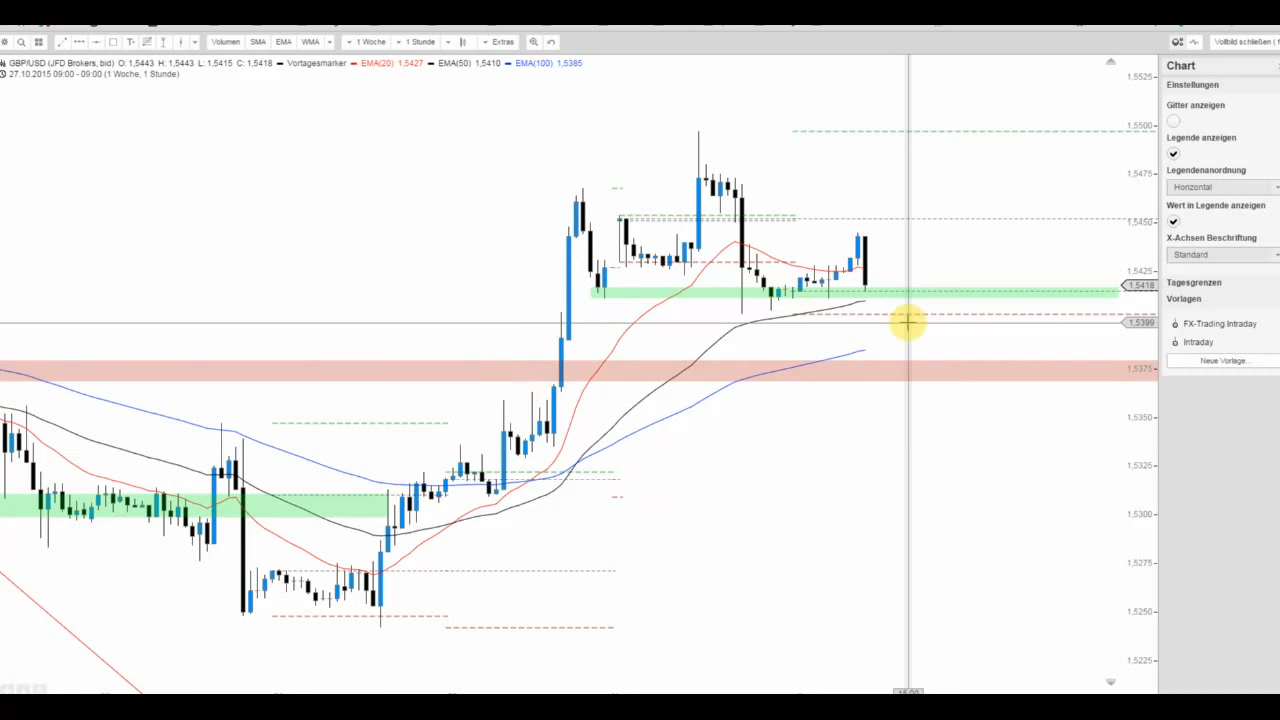 Volumen SMA EMA WMA 1 Woche 1 Stunde Extras Vollbild schließen (
GBP/USD (JFD Brokers, bid) O: 1,5443 H: 1,5443 L: 1,5415 C: 1,5418 Vortagesmarker EMA(20) 1,5427 EMA(50) 1,5410 EMA(100) 1,5385
27.10.2015 09:00 - 09:00 (1 Woche, 1 Stunde)
1,5525
1,5500
1,5475
1,5450
1,5425
1,5418
1,5399
1,5375
1,5350
1,5325
1,5300
1,5275
1,5250
1,5225
Chart
Einstellungen
Gitter anzeigen
Legende anzeigen
Legendenanordnung
Horizontal
Wert in Legende anzeigen
X-Achsen Beschriftung
Standard
Tagesgrenzen
Vorlagen
FX-Trading Intraday
Intraday
Neue Vorlage...